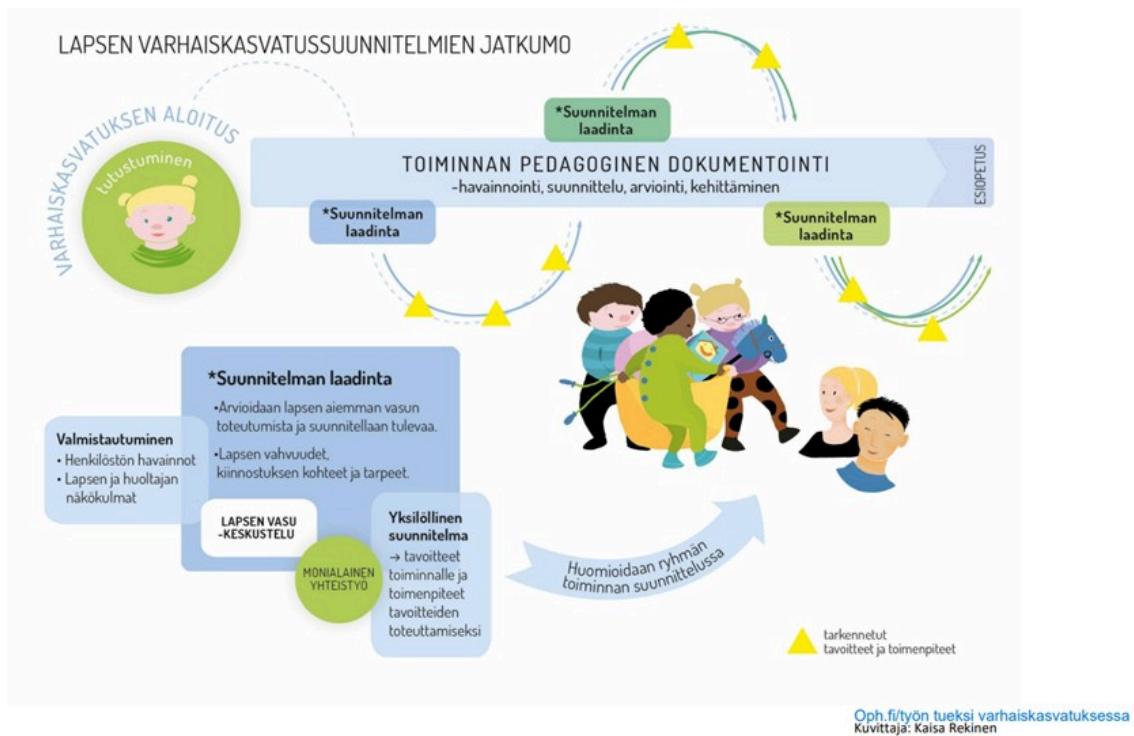 LAPSEN VARHAISKASVATUSSUUNNITELMIEN JATKUMO
VARHAISKASVATUKSEN ALOITUS
tutustuminen
*Suunnitelman
laadinta
TOIMINNAN PEDAGOGINEN DOKUMENTOINTI
-havainnointi, suunnittelu, arviointi, kehittäminen
ESIOPETUS
*Suunnitelman
laadinta
*Suunnitelman
laadinta
*Suunnitelman laadinta
•Arvioidaan lapsen aiemman vasun
toteutumista ja suunnitellaan tulevaa.
•Lapsen vahvuudet,
kiinnostuksen kohteet ja tarpeet.
Valmistautuminen
• Henkilöstön havainnot
• Lapsen ja huoltajan
näkökulmat
LAPSEN VASU
-KESKUSTELU
MONIALAINEN
YHTEISTYÖ
Yksilöllinen
suunnitelma
→ tavoitteet
toiminnalle ja
toimenpiteet
tavoitteiden
toteuttamiseksi
Huomioidaan ryhmän
toiminnan suunnittelussa
tarkennetut
tavoitteet ja toimenpiteet
Oph.fi/työn tueksi varhaiskasvatuksessa
Kuvittaja: Kaisa Rekinen